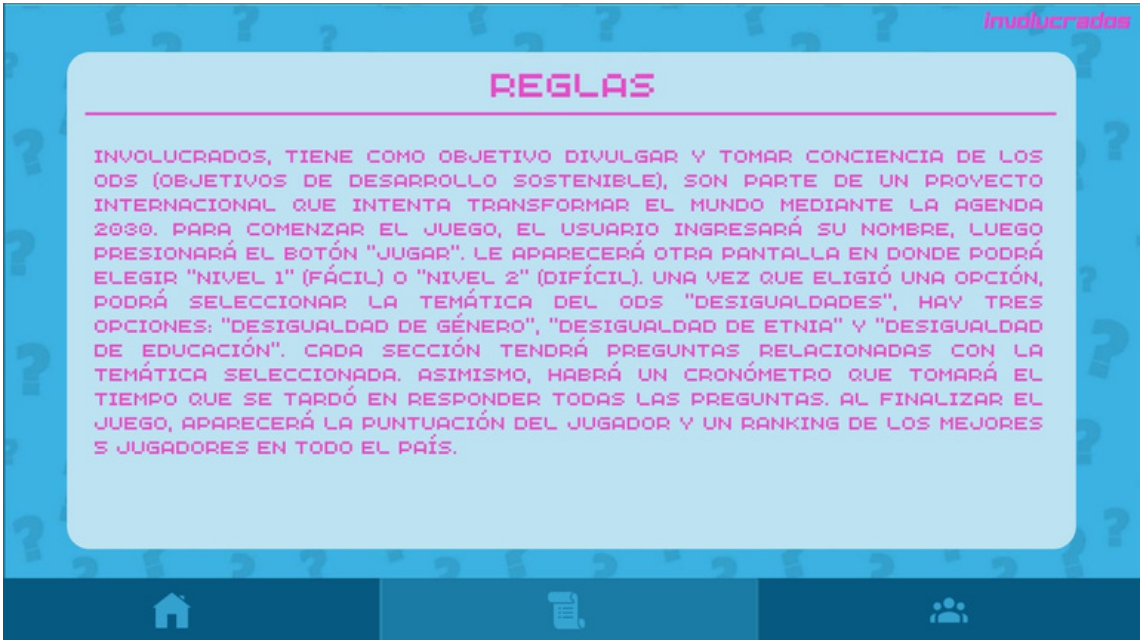 involucrados
REGLAS
INVOLUCRADOS, TIENE COMO OBJETIVO DIVULGAR Y TOMAR CONCIENCIA DE LOS
ODS (OBJETIVOS DE DESARROLLO SOSTENIBLE), SON PARTE DE UN PROYECTO
INTERNACIONAL QUE INTENTA TRANSFORMAR EL MUNDO MEDIANTE LA AGENDA
2030. PARA COMENZAR EL JUEGO, EL USUARIO INGRESARÁ SU NOMBRE, LUEGO
PRESIONARÁ EL BOTÓN "JUGAR". LE APARECERÁ OTRA PANTALLA EN DONDE PODRÁ
ELEGIR "NIVEL 1" (FÁCIL) O "NIVEL 2" (DIFÍCIL). UNA VEZ QUE ELIGIÓ UNA OPCIÓN,
PODRÁ SELECCIONAR LA TEMÁTICA DEL ODS "DESIGUALDADES", HAY TRES
OPCIONES: "DESIGUALDAD DE GÉNERO", "DESIGUALDAD DE ETNIA" Y "DESIGUALDAD
DE EDUCACIÓN". CADA SECCIÓN TENDRÁ PREGUNTAS RELACIONADAS CON LA
TEMÁTICA SELECCIONADA. ASIMISMO, HABRÁ UN CRONÓMETRO QUE TOMARÁ EL
TIEMPO QUE SE TARDÓ EN RESPONDER TODAS LAS PREGUNTAS. AL FINALIZAR EL
JUEGO, APARECERÁ LA PUNTUACIÓN DEL JUGADOR Y UN RANKING DE LOS MEJORES
5 JUGADORES EN TODO EL PAÍS.